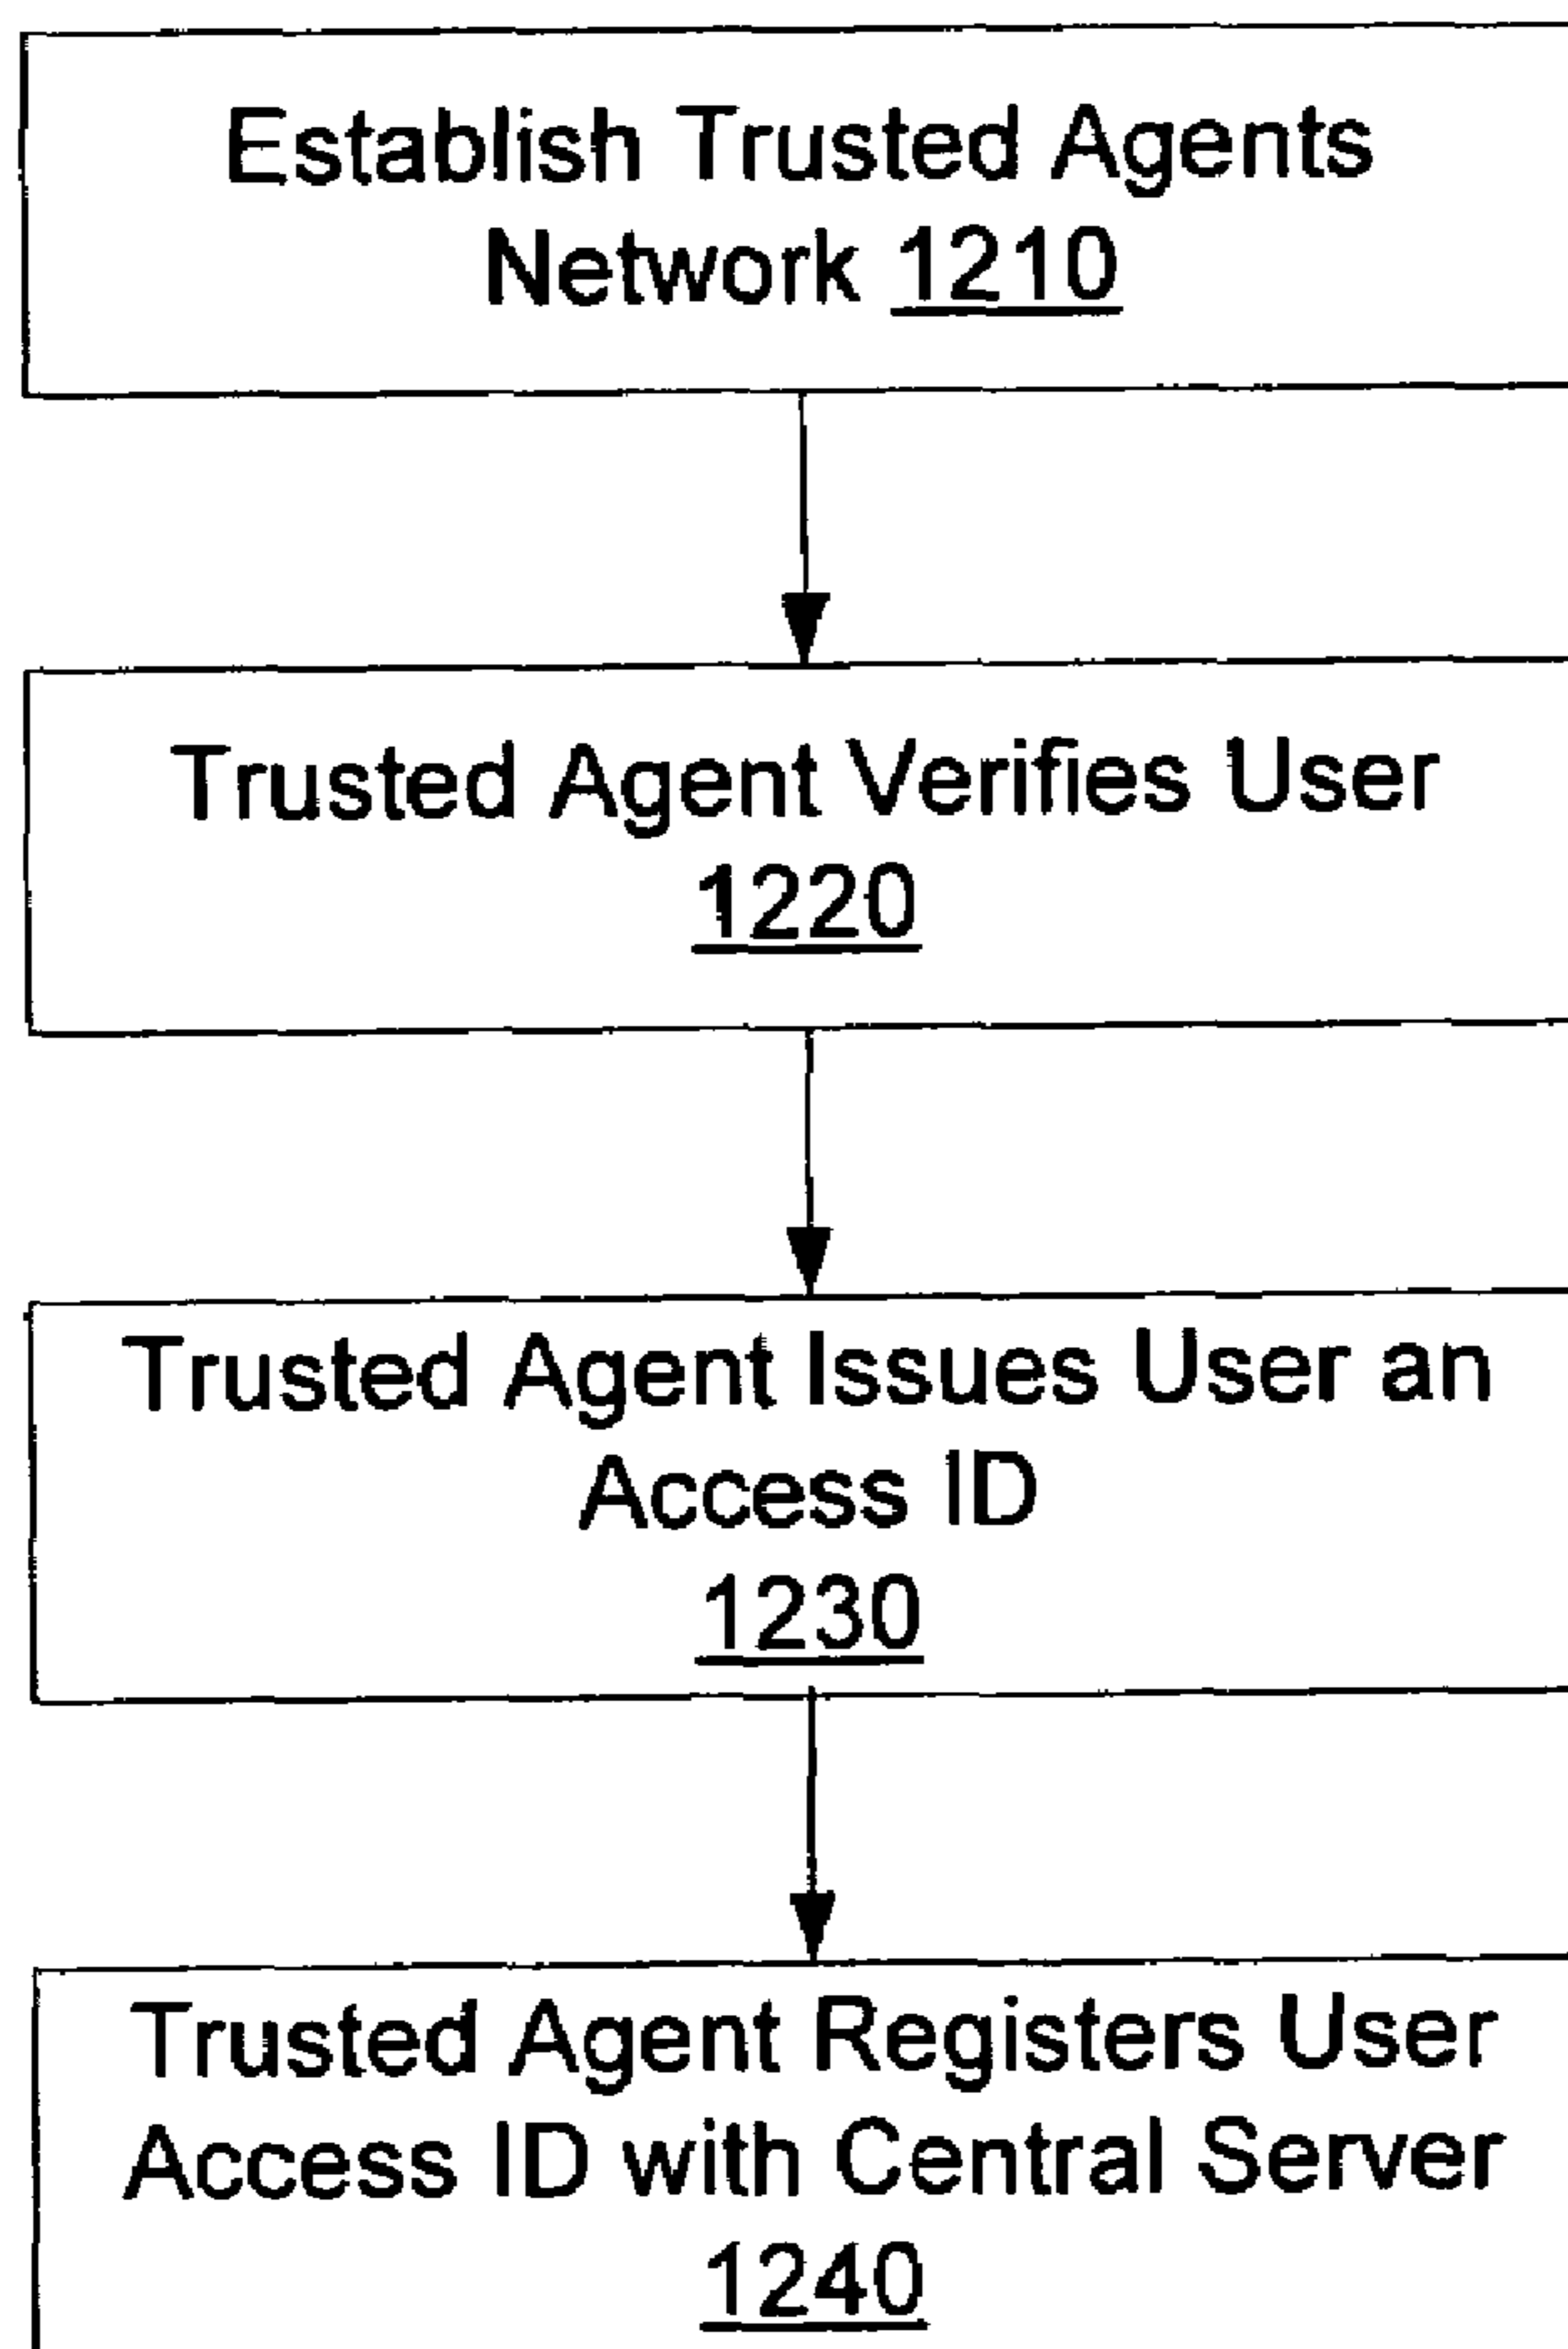 Establish Trusted Agents
Network 1210
Trusted Agent Verifies User
1220
Trusted Agent Issues User an
Access ID
1230
Trusted Agent Registers User
Access ID with Central Server
1240